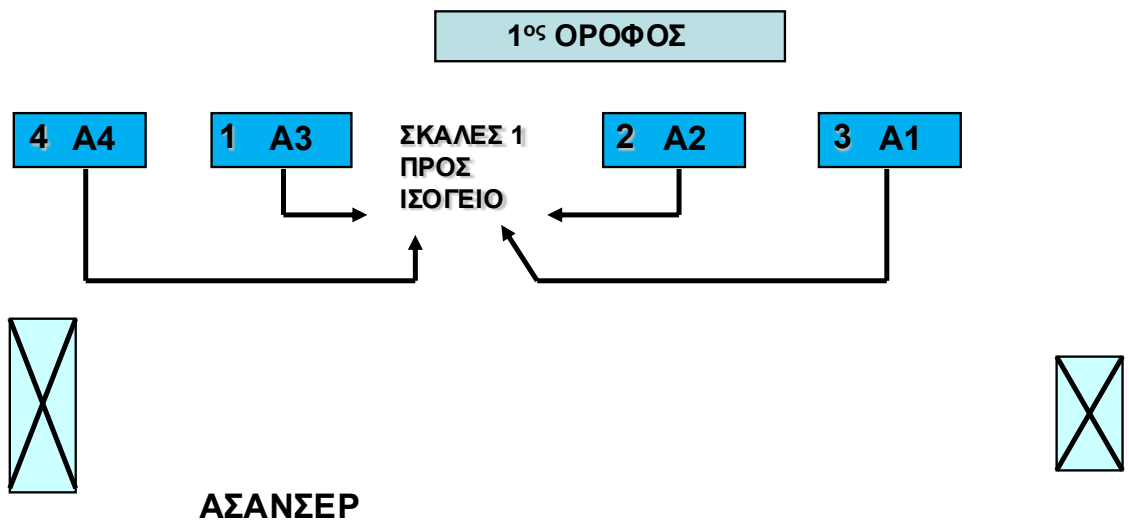 1ος ΟΡΟΦΟΣ
4 Α4
1 Α3
ΣΚΑΛΕΣ 1
ΠΡΟΣ
ΙΣΟΓΕΙΟ
2 Α2
3 Α1
ΑΣΑΝΣΕΡ